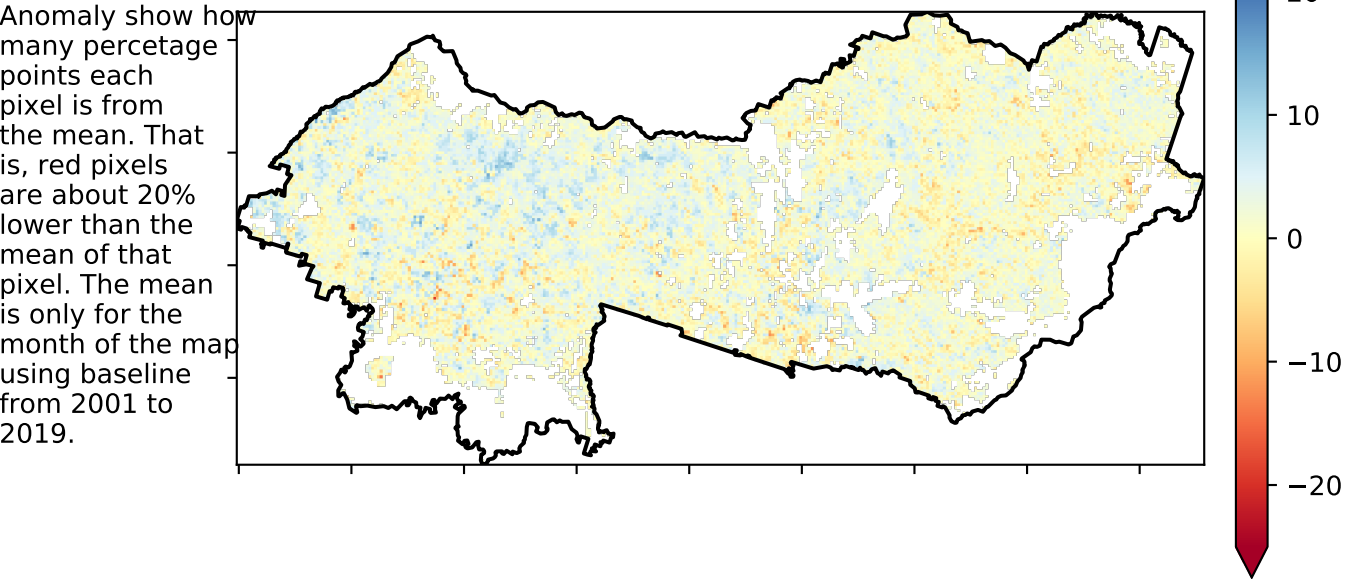 Anomaly show how
many percetage
points each
pixel is from
the mean. That
is, red pixels
are about 20%
lower than the
mean of that
pixel. The mean
is only for the
month of the map
using baseline
from 2001 to
2019.
10
0
−10
−20